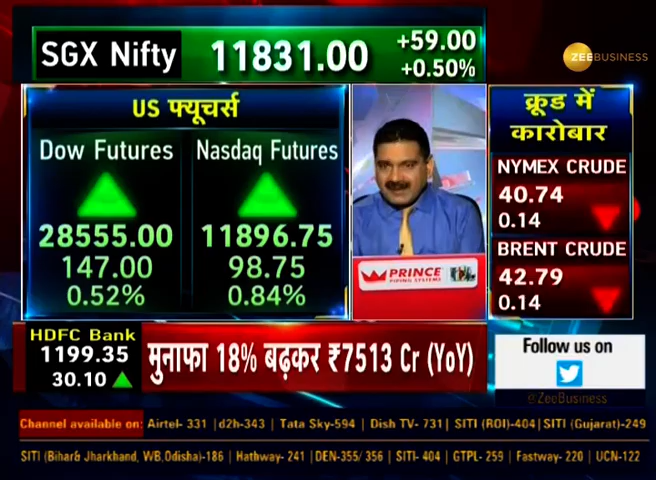 SGX Nifty 11831.00 +59.00
+0.50%
ZEEBUSINESS
US फ्यूचर्स
Dow Futures Nasdaq Futures
28555.00 11896.75
147.00 98.75
0.52% 0.84%
PRINCE
PIPING SYSTEMS
क्रूड में
कारोबार
NYMEX CRUDE
40.74
0.14
BRENT CRUDE
42.79
0.14
HDFC Bank
1199.35
30.10
मुनाफा 18% बढ़कर ₹7513 Cr (YoY)
Follow us on
@ZeeBusiness
Channel available on: Airtel- 331 |d2h-343 | Tata Sky-594 | Dish TV- 731| SITI (ROI)-404| SITI (Gujarat)-249
SITI (Bihar& Jharkhand, WB,Odisha)-186 | Hathway- 241 |DEN-355/ 356 | SITI- 404 | GTPL- 259 | Fastway- 220 | UCN-122